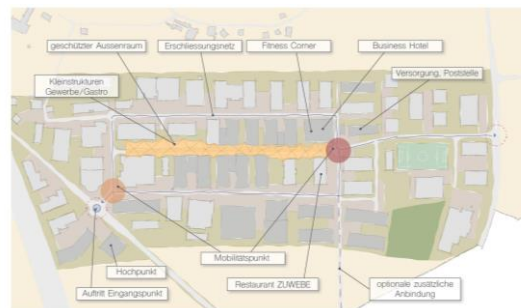 geschützter Aussenraum
Erschliessungsnetz
Fitness Corner
Business Hotel
Kleinstrukturen
Gewerbe/Gastro
Versorgung, Poststelle
Mobilitätspunkt
Hochpunkt
Restaurant ZUWEBE
optionale zusätzliche
Anbindung
Auftritt Eingangspunkt